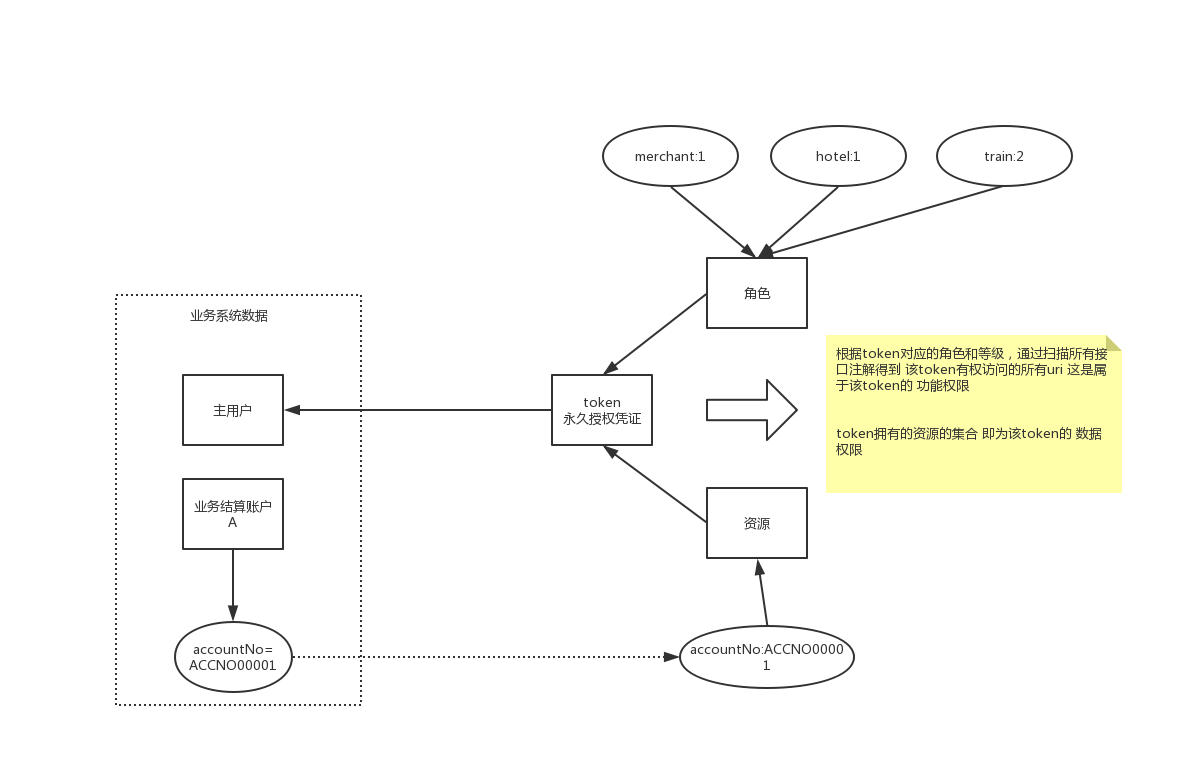 merchant:1
hotel:1
train:2
角色
业务系统数据
根据token对应的角色和等级，通过扫描所有接
口注解得到 该token有权访问的所有uri 这是属
于该token的 功能权限
token拥有的资源的集合 即为该token的 数据
权限
主用户
token
永久授权凭证
业务结算账户
A
资源
accountNo=
ACCNO00001
accountNo:ACCNO0000
1